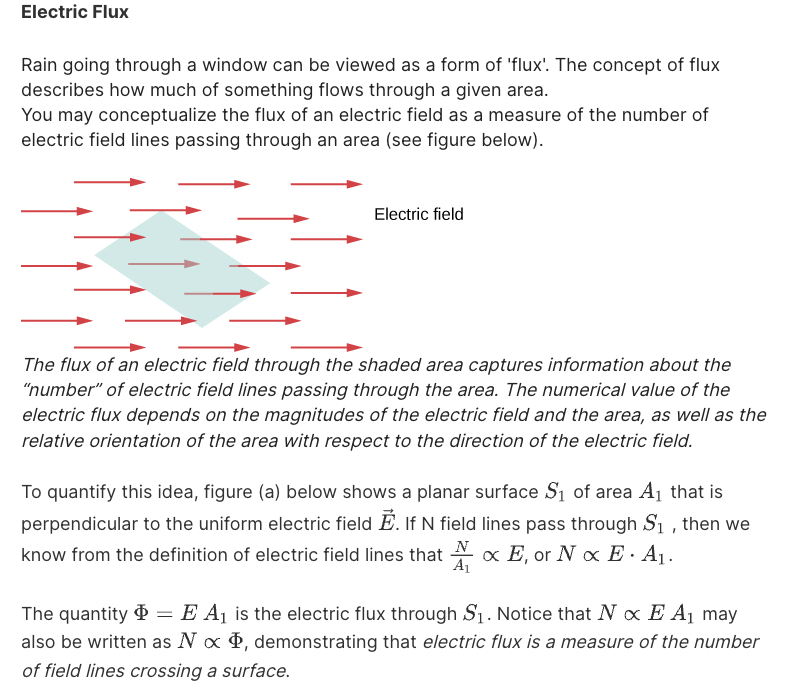 Electric Flux
Rain going through a window can be viewed as a form of 'flux'. The concept of flux
describes how much of something flows through a given area.
You may conceptualize the flux of an electric field as a measure of the number of
electric field lines passing through an area (see figure below).
Electric field
The flux of an electric field through the shaded area captures information about the
“number” of electric field lines passing through the area. The numerical value of the
electric flux depends on the magnitudes of the electric field and the area, as well as the
relative orientation of the area with respect to the direction of the electric field.
To quantify this idea, figure (a) below shows a planar surface $S_1$ of area $A_1$ that is
perpendicular to the uniform electric field $\vec{E}$. If N field lines pass through $S_1$ , then we
know from the definition of electric field lines that $\frac{N}{A_1} \propto E$, or $N \propto E \cdot A_1$.
The quantity $\Phi = E A_1$ is the electric flux through $S_1$. Notice that $N \propto E A_1$ may
also be written as $N \propto \Phi$, demonstrating that electric flux is a measure of the number
of field lines crossing a surface.